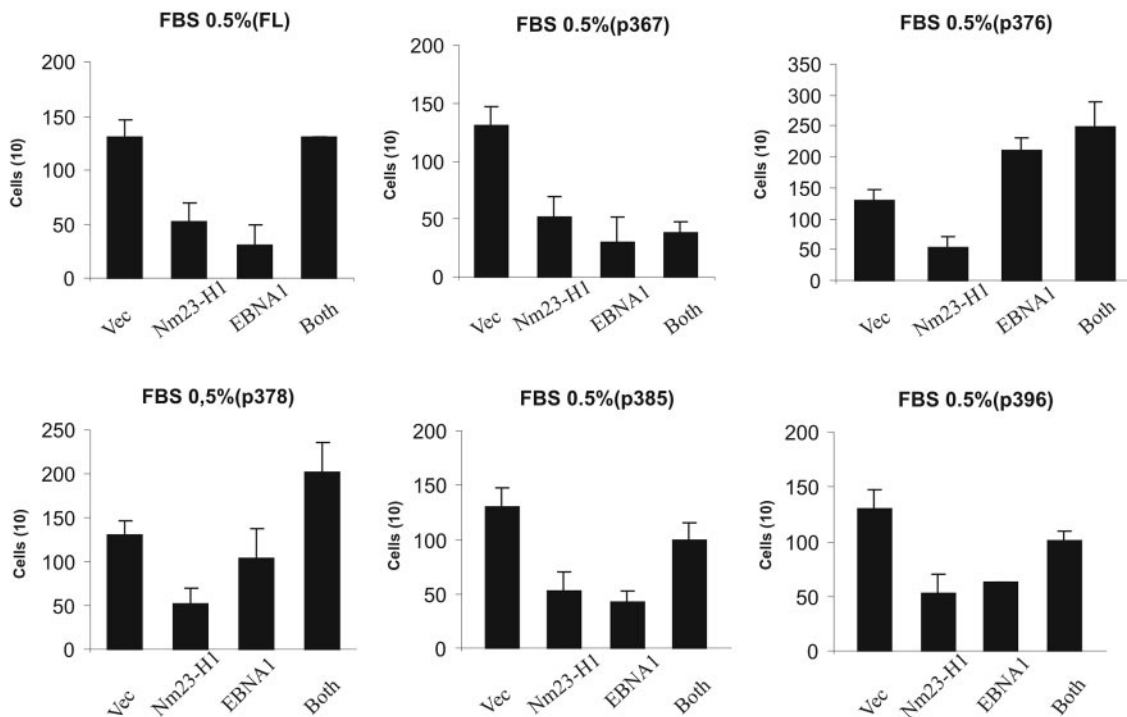 FBS 0.5%(FL)
Cells (10)
200
150
100
50
0
Vec
Nm23-H1
EBNA1
Both
FBS 0.5%(p367)
Cells (10)
200
150
100
50
0
Vec
Nm23-H1
EBNA1
Both
FBS 0.5%(p376)
Cells (10)
350
300
250
200
150
100
50
0
Vec
Nm23-H1
EBNA1
Both
FBS 0,5%(p378)
Cells (10)
250
200
150
100
50
0
Vec
Nm23-H1
EBNA1
Both
FBS 0.5%(p385)
Cells (10)
200
150
100
50
0
Vec
Nm23-H1
EBNA1
Both
FBS 0.5%(p396)
Cells (10)
200
150
100
50
0
Vec
Nm23-H1
EBNA1
Both